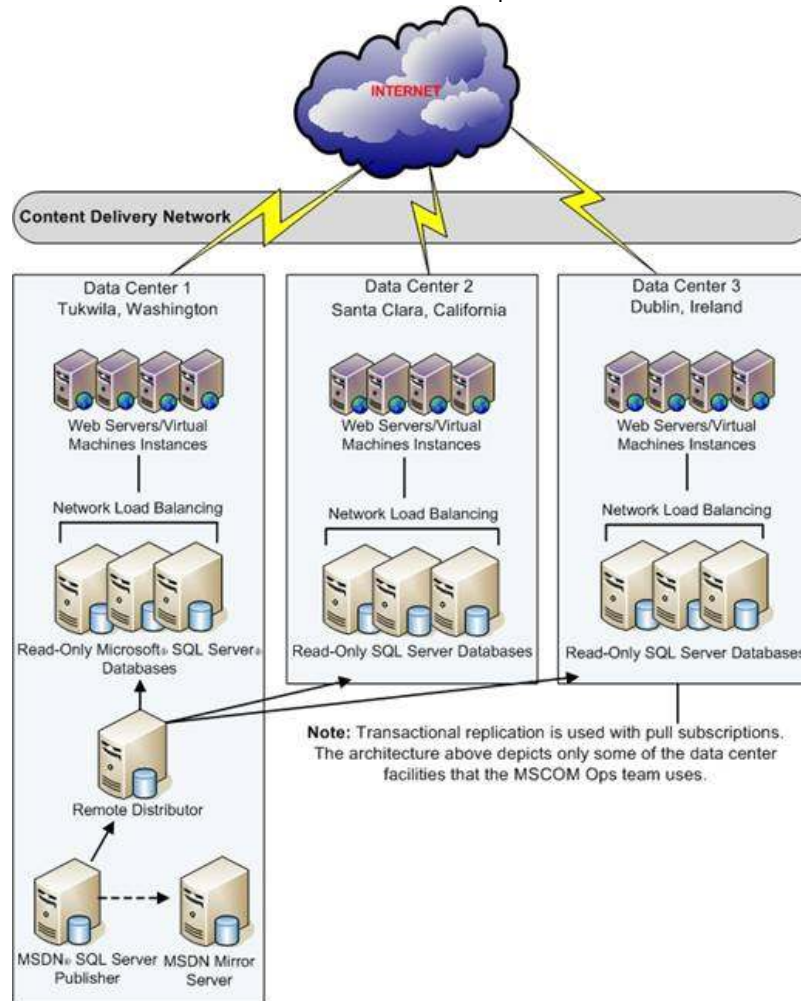 INTERNET
Content Delivery Network
Data Center 1
Tukwila, Washington
Web Servers/Virtual
Machines Instances
Network Load Balancing
Read-Only Microsoft® SQL Server®
Databases
Remote Distributor
MSDN® SQL Server
Publisher
MSDN Mirror
Server
Data Center 2
Santa Clara, California
Web Servers/Virtual
Machines Instances
Network Load Balancing
Read-Only SQL Server Databases
Data Center 3
Dublin, Ireland
Web Servers/Virtual
Machines Instances
Network Load Balancing
Read-Only SQL Server Databases
Note: Transactional replication is used with pull subscriptions.
The architecture above depicts only some of the data center
facilities that the MSCOM Ops team uses.